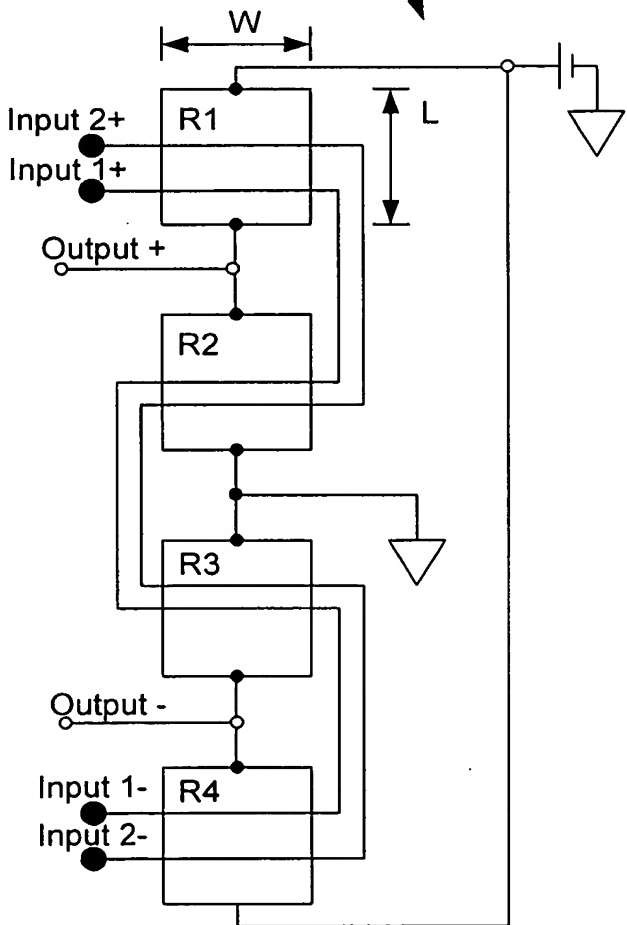 W
R1
L
Input 2+
Input 1+
Output +
R2
R3
Output -
Input 1-
R4
Input 2-